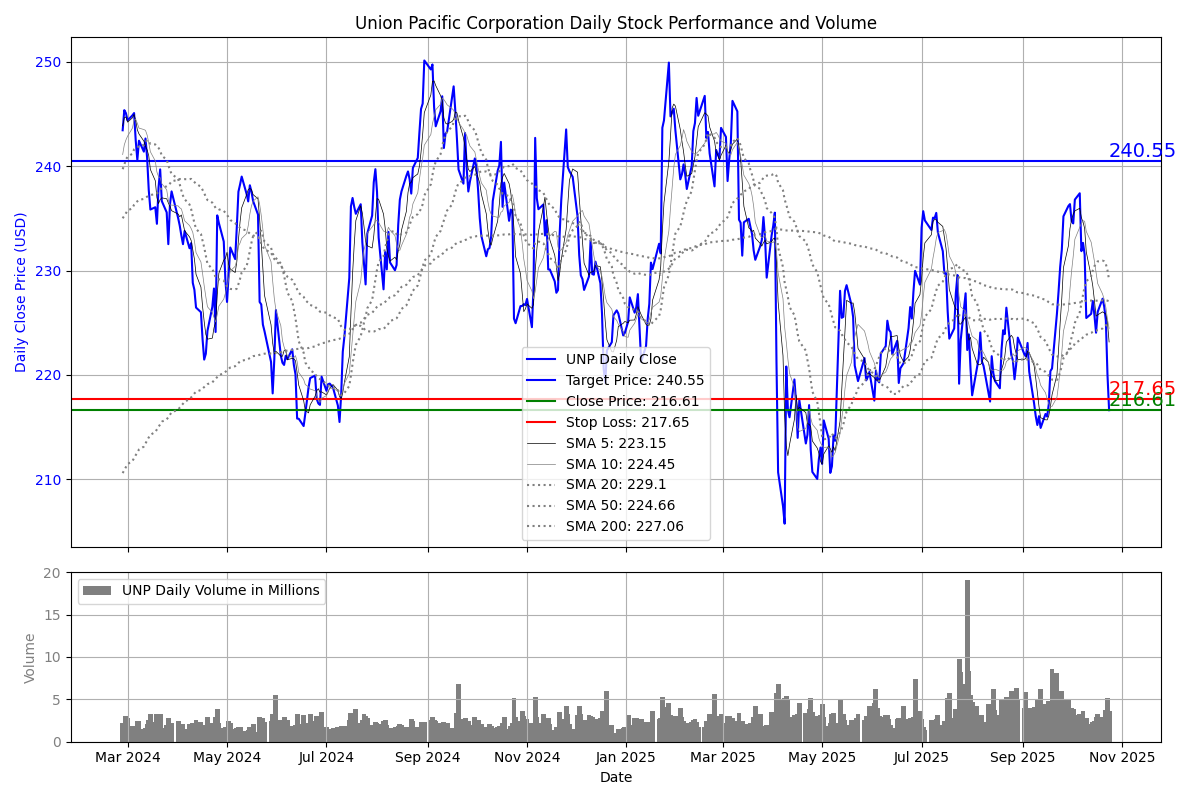 Union Pacific Corporation Daily Stock Performance and Volume
Daily Close Price (USD)
250
240
230
220
210
240.55
217.65
216.61
UNP Daily Close
Target Price: 240.55
Close Price: 216.61
Stop Loss: 217.65
SMA 5: 223.15
SMA 10: 224.45
SMA 20: 229.1
SMA 50: 224.66
SMA 200: 227.06
Volume
20
15
10
5
0
UNP Daily Volume in Millions
Mar 2024 May 2024 Jul 2024 Sep 2024 Nov 2024 Jan 2025 Mar 2025 May 2025 Jul 2025 Sep 2025 Nov 2025
Date